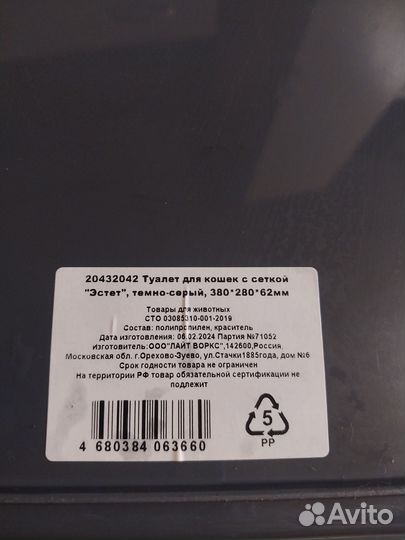 20432042 Туалет для кошек с сеткой
"Эстет", темно-серый, 380*280*62мм
Товары для животных
СТО 03085310-001-2019
Состав: полипропилен, краситель
Дата изготовления: 06.02.2024 Партия №71052
Изготовитель:ООО"ЛАЙТ ВОРКС",142600,Россия,
Московская обл. г.Орехово-Зуево, ул.Стачки1885года, дом №6
Срок годности товара не ограничен
На территории РФ товар обязательной сертификации не
подлежит
5
PP
4 680384 063660
Avito